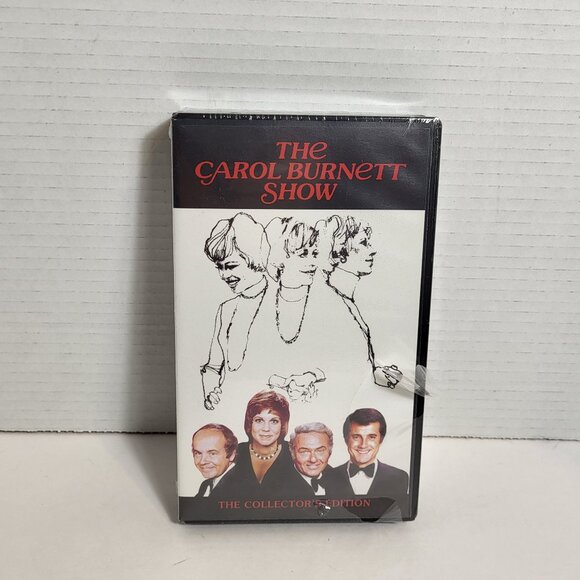 THe
CAROL BURNeTT
SHOW
THE COLLECTOR'S EDITION